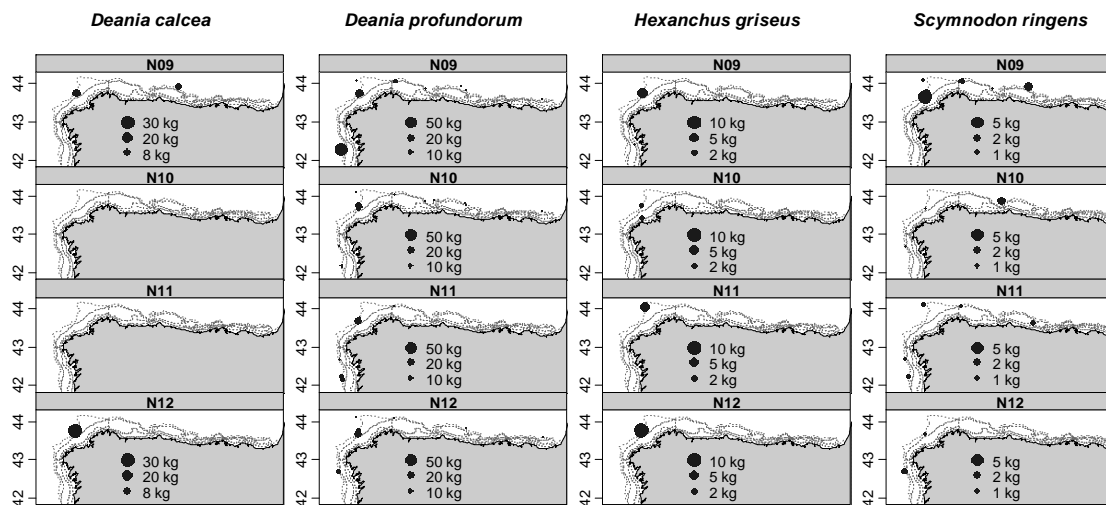 Deania calcea Deania profundorum Hexanchus griseus Scymnodon ringens
N09 N09 N09 N09
44 44 44 44
43 30 kg 43 50 kg 43 10 kg 43 5 kg
20 kg 20 kg 5 kg 2 kg
42 8 kg 42 10 kg 42 2 kg 42 1 kg
N10 N10 N10 N10
44 44 44 44
43 43 50 kg 43 10 kg 43 5 kg
20 kg 5 kg 2 kg
42 42 10 kg 42 2 kg 42 1 kg
N11 N11 N11 N11
44 44 44 44
43 43 50 kg 43 10 kg 43 5 kg
20 kg 5 kg 2 kg
42 42 10 kg 42 2 kg 42 1 kg
N12 N12 N12 N12
44 44 44 44
43 30 kg 43 50 kg 43 10 kg 43 5 kg
20 kg 20 kg 5 kg 2 kg
42 8 kg 42 10 kg 42 2 kg 42 1 kg